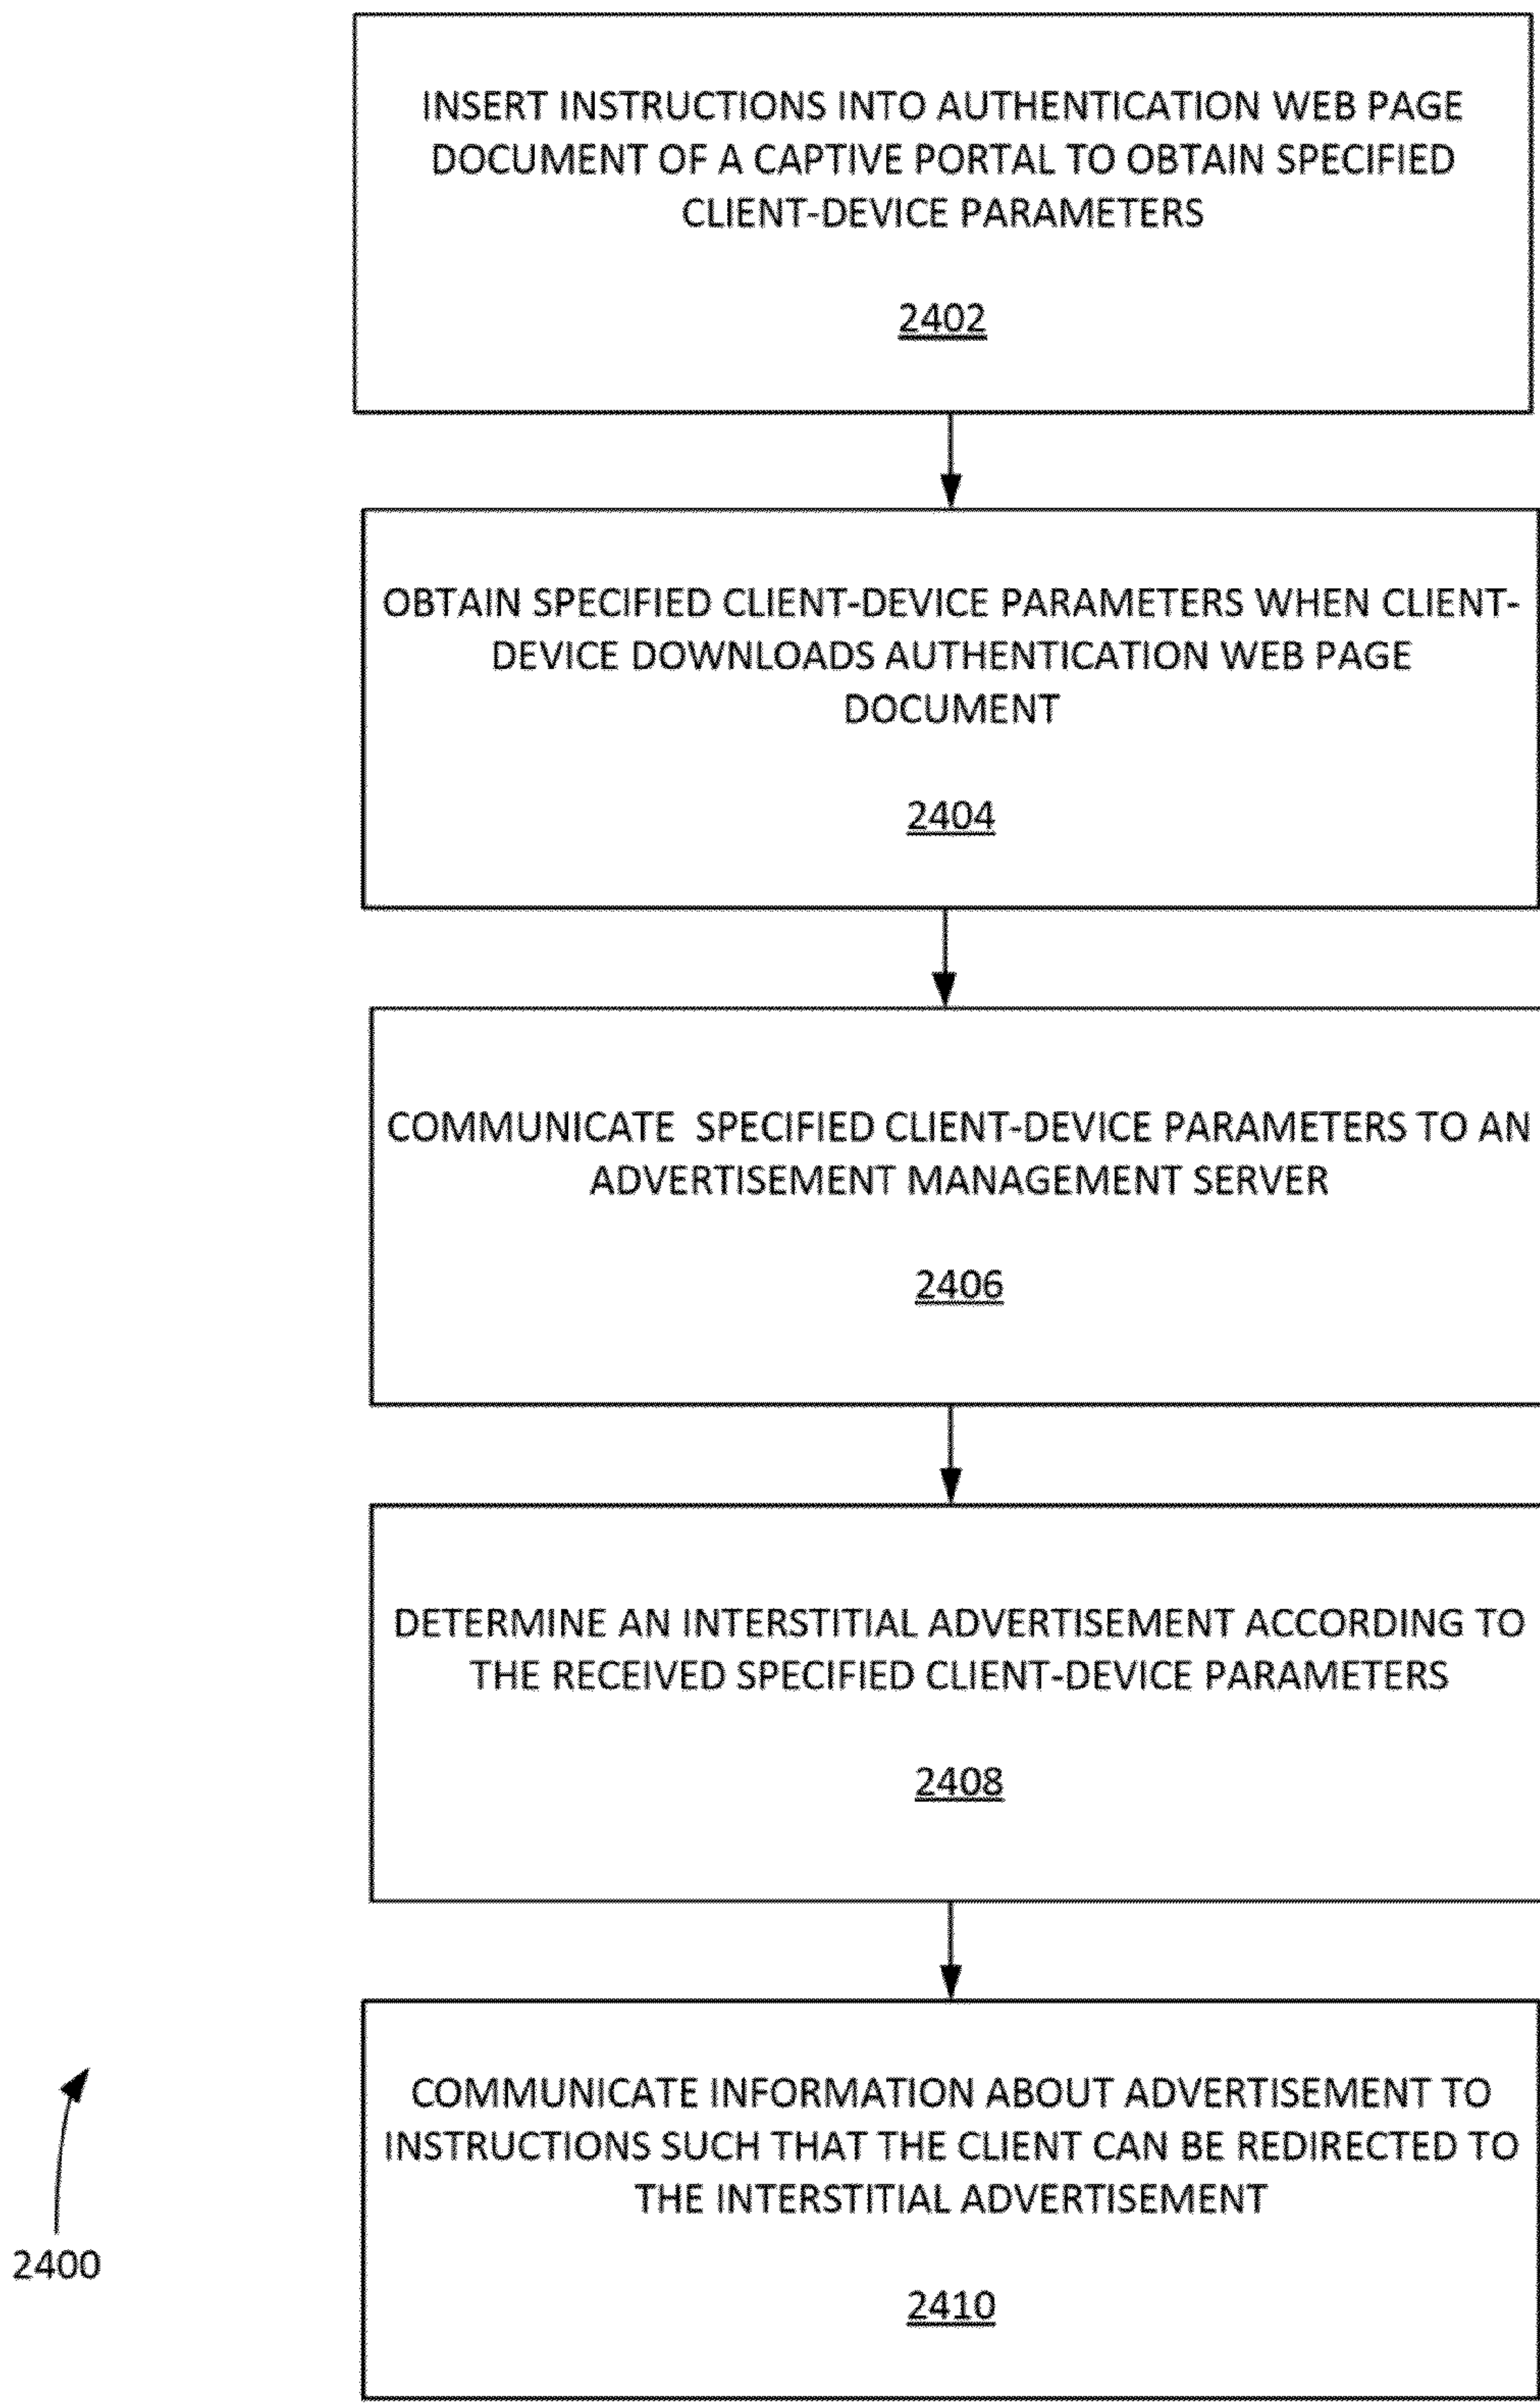 INSERT INSTRUCTIONS INTO AUTHENTICATION WEB PAGE
DOCUMENT OF A CAPTIVE PORTAL TO OBTAIN SPECIFIED
CLIENT-DEVICE PARAMETERS
2402
OBTAIN SPECIFIED CLIENT-DEVICE PARAMETERS WHEN CLIENT-
DEVICE DOWNLOADS AUTHENTICATION WEB PAGE
DOCUMENT
2404
COMMUNICATE SPECIFIED CLIENT-DEVICE PARAMETERS TO AN
ADVERTISEMENT MANAGEMENT SERVER
2406
DETERMINE AN INTERSTITIAL ADVERTISEMENT ACCORDING TO
THE RECEIVED SPECIFIED CLIENT-DEVICE PARAMETERS
2408
COMMUNICATE INFORMATION ABOUT ADVERTISEMENT TO
INSTRUCTIONS SUCH THAT THE CLIENT CAN BE REDIRECTED TO
THE INTERSTITIAL ADVERTISEMENT
2410
2400